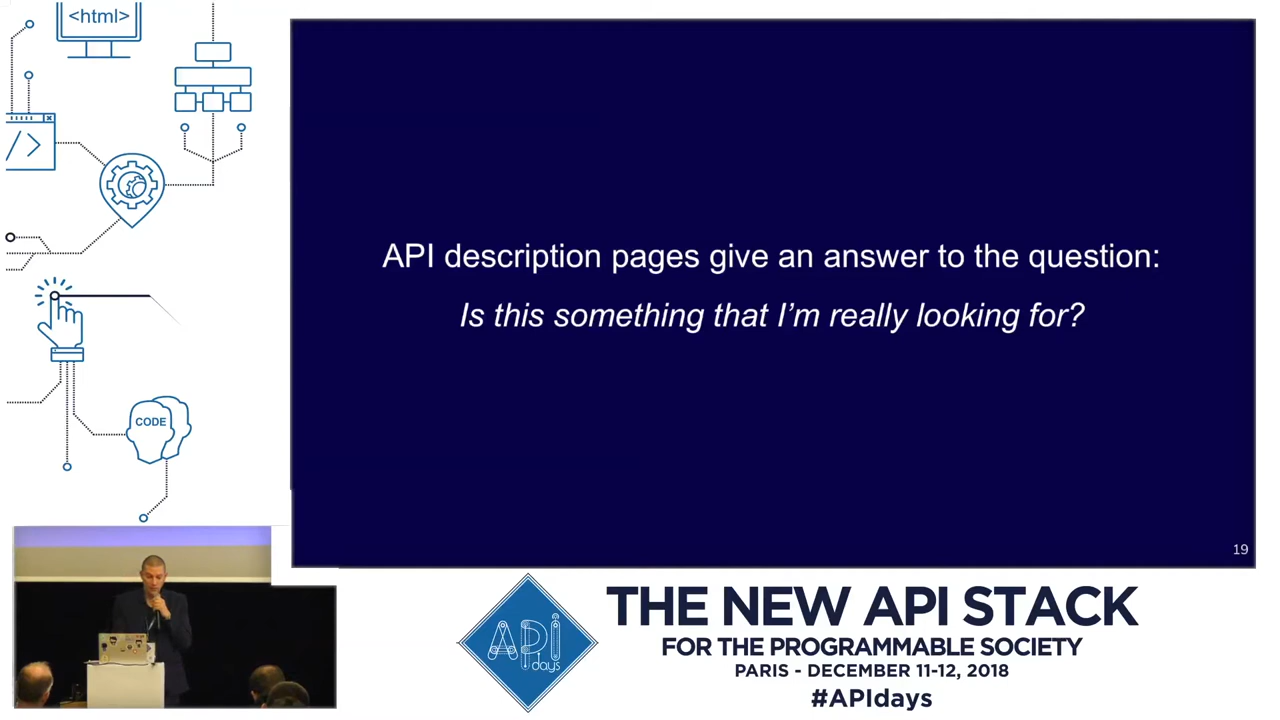 <html>
</>
CODE
API description pages give an answer to the question:
Is this something that I'm really looking for?
19
API
days
THE NEW API STACK
FOR THE PROGRAMMABLE SOCIETY
PARIS - DECEMBER 11-12, 2018
#APIdays